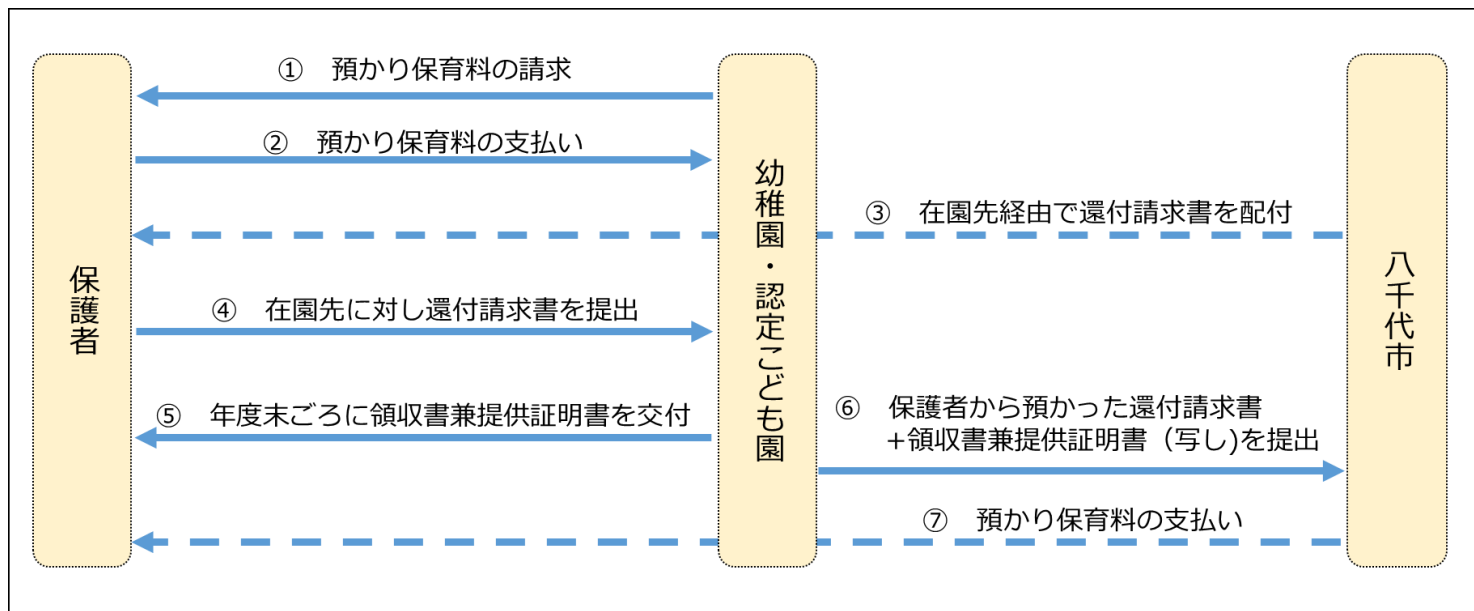 ① 預かり保育料の請求
② 預かり保育料の支払い
③ 在園先経由で還付請求書を配付
④ 在園先に対し還付請求書を提出
⑤ 年度末ごろに領収書兼提供証明書を交付
⑥ 保護者から預かった還付請求書
+領収書兼提供証明書（写し)を提出
⑦ 預かり保育料の支払い
保護者
幼稚園・認定こども園
八千代市